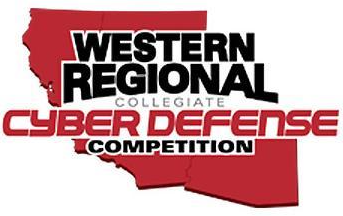 WESTERN
REGIONAL
COLLEGIATE
CYBER DEFENSE
COMPETITION